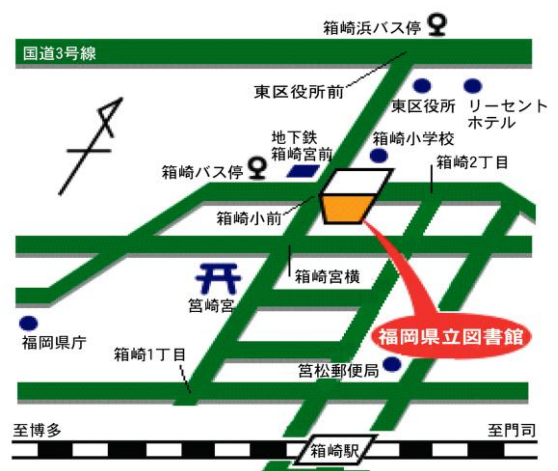 箱崎浜バス停
国道3号線
東区役所前
東区役所
リーセント
ホテル
地下鉄
箱崎宮前
箱崎小学校
箱崎バス停
箱崎2丁目
箱崎小前
箱崎宮横
筥崎宮
福岡県立図書館
福岡県庁
箱崎1丁目
筥松郵便局
至博多
至門司
箱崎駅